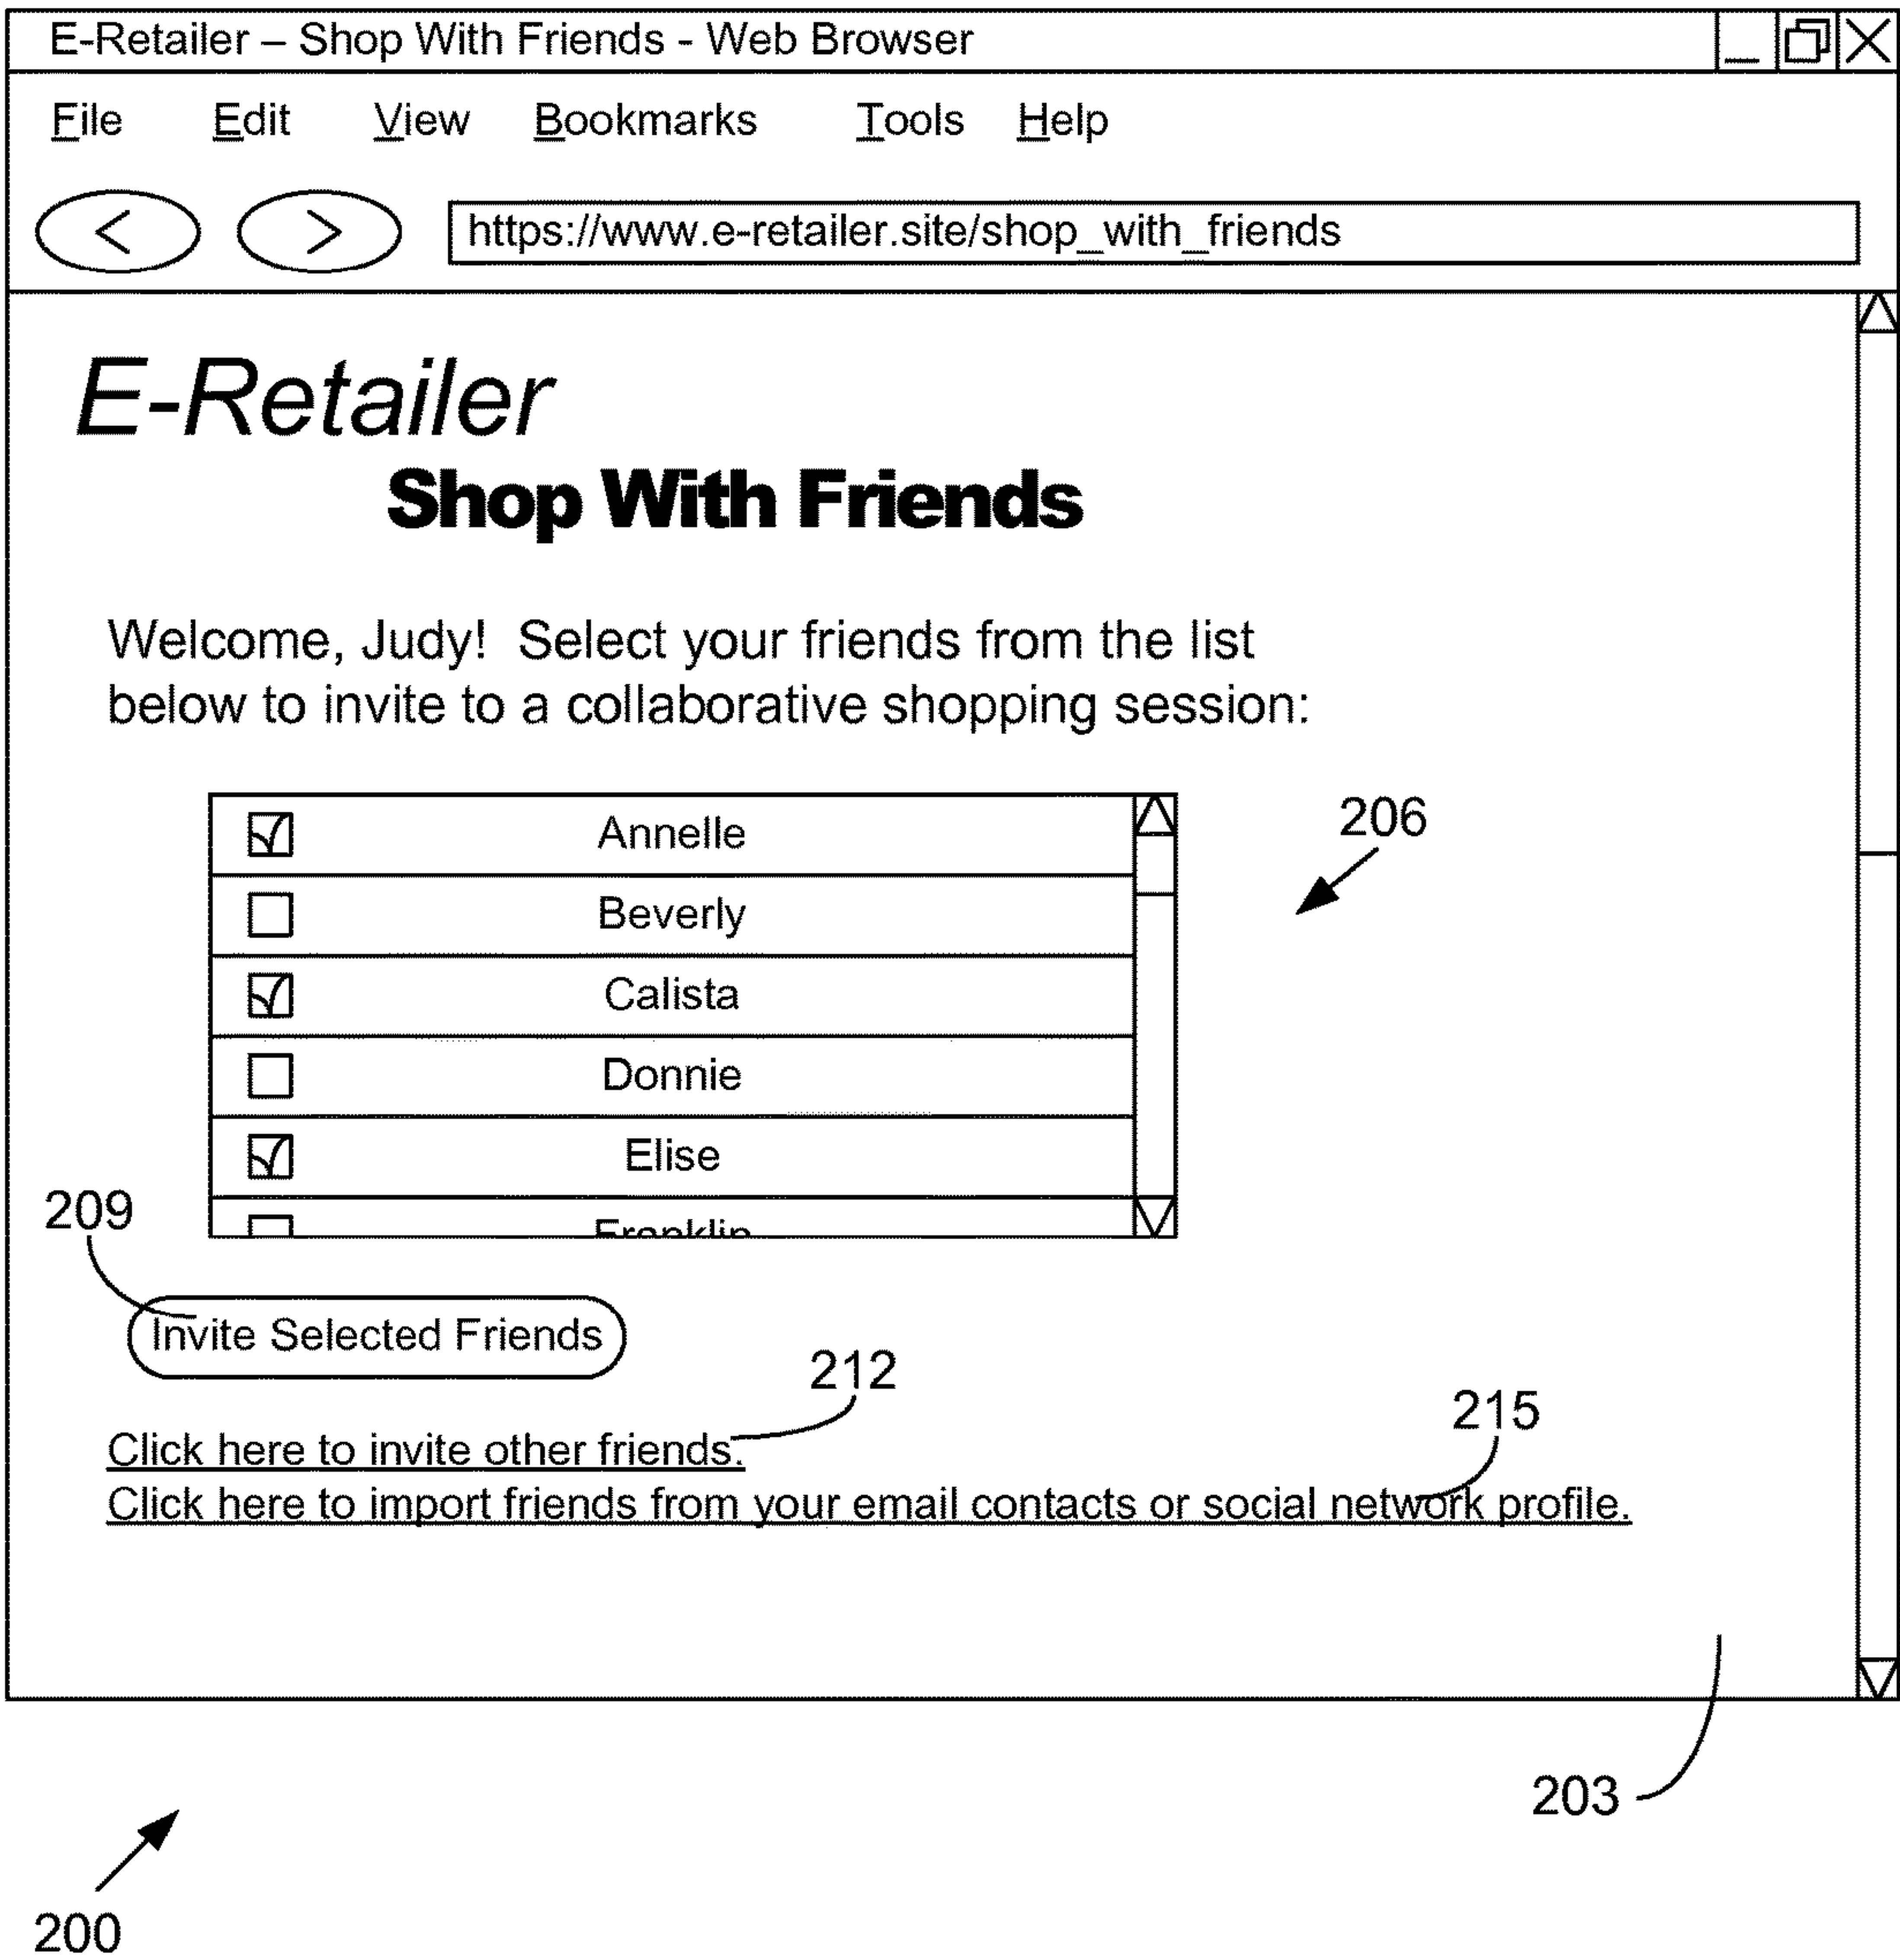 E-Retailer – Shop With Friends - Web Browser
File Edit View Bookmarks Tools Help
< > https://www.e-retailer.site/shop_with_friends
E-Retailer
Shop With Friends
Welcome, Judy! Select your friends from the list
below to invite to a collaborative shopping session:
Annelle
206
Beverly
Calista
Donnie
Elise
209
Franklin
Invite Selected Friends
212
215
Click here to invite other friends.
Click here to import friends from your email contacts or social network profile.
203
200